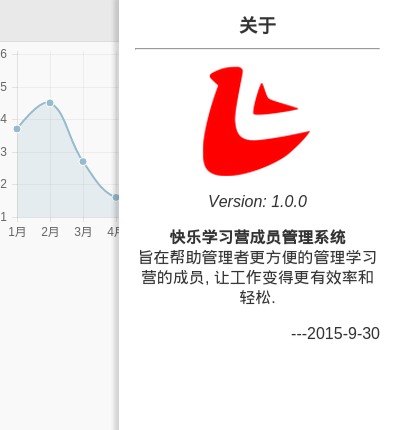 关于
6
5
4
3
2
1
1月 2月 3月
Version: 1.0.0
快乐学习营成员管理系统
旨在帮助管理者更方便的管理学习
营的成员, 让工作变得更有效率和
轻松.
---2015-9-30